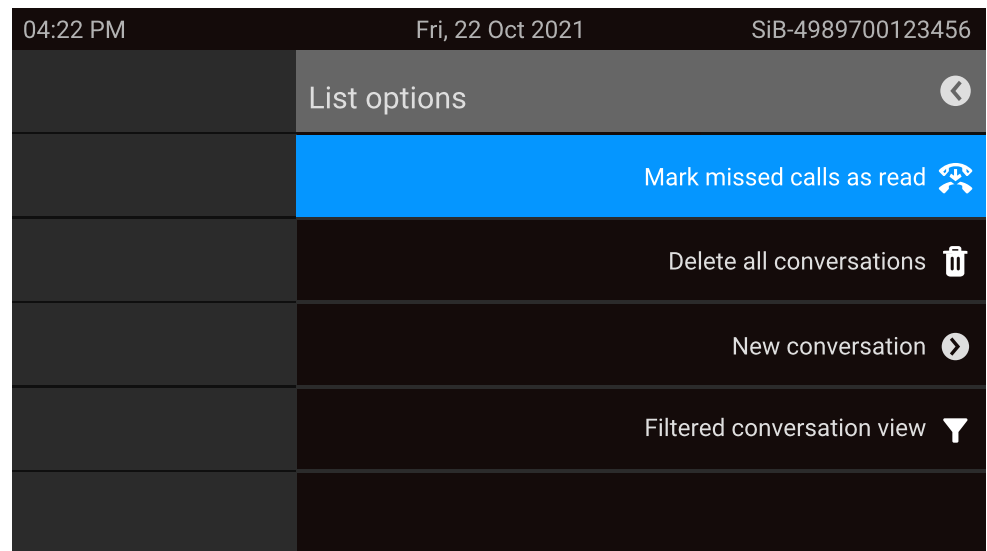 04:22 PM Fri, 22 Oct 2021 SiB-4989700123456
List options
Mark missed calls as read
Delete all conversations
New conversation
Filtered conversation view